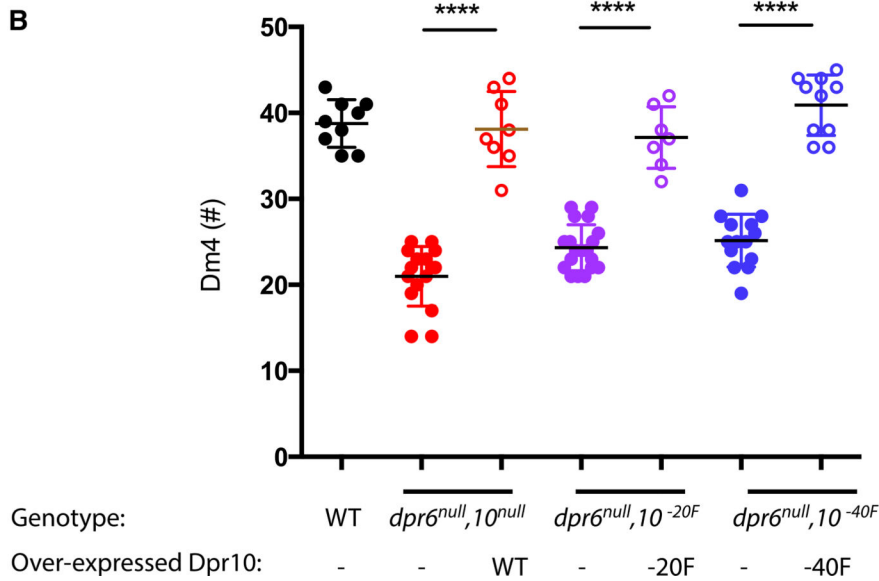 B
**** **** ****
50
40
30
20
10
0
Dm4 (#)
Genotype: WT dpr6null,10null dpr6null,10-20F dpr6null,10-40F
Over-expressed Dpr10: - - WT - -20F - -40F